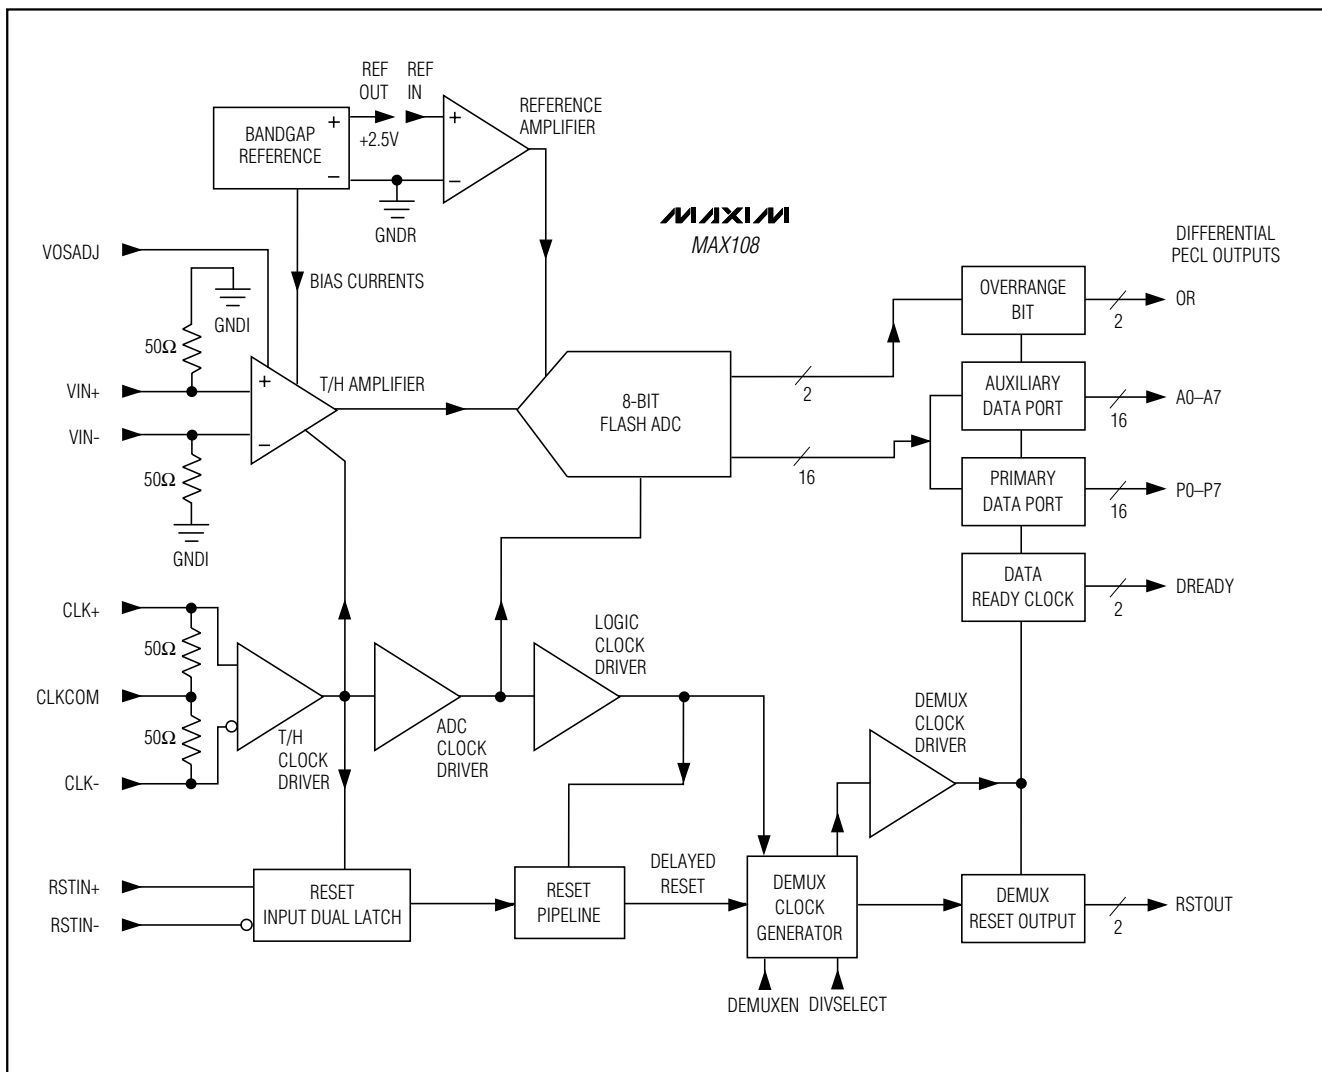 REF OUT
REF IN
+2.5V
BANDGAP
REFERENCE
+
−
+
−
REFERENCE
AMPLIFIER
GNDR
MAXIM
MAX108
DIFFERENTIAL
PECL OUTPUTS
VOSADJ
BIAS CURRENTS
GNDI
50Ω
VIN+
+
T/H AMPLIFIER
VIN-
−
50Ω
GNDI
8-BIT
FLASH ADC
2
16
OVERRANGE
BIT
2
OR
AUXILIARY
DATA PORT
16
A0–A7
PRIMARY
DATA PORT
16
P0–P7
DATA
READY CLOCK
2
DREADY
CLK+
50Ω
CLKCOM
50Ω
CLK-
T/H
CLOCK
DRIVER
ADC
CLOCK
DRIVER
LOGIC
CLOCK
DRIVER
DEMUX
CLOCK
DRIVER
RSTIN+
RSTIN-
RESET
INPUT DUAL LATCH
RESET
PIPELINE
DELAYED
RESET
DEMUX
CLOCK
GENERATOR
DEMUX
RESET OUTPUT
2
RSTOUT
DEMUXEN
DIVSELECT